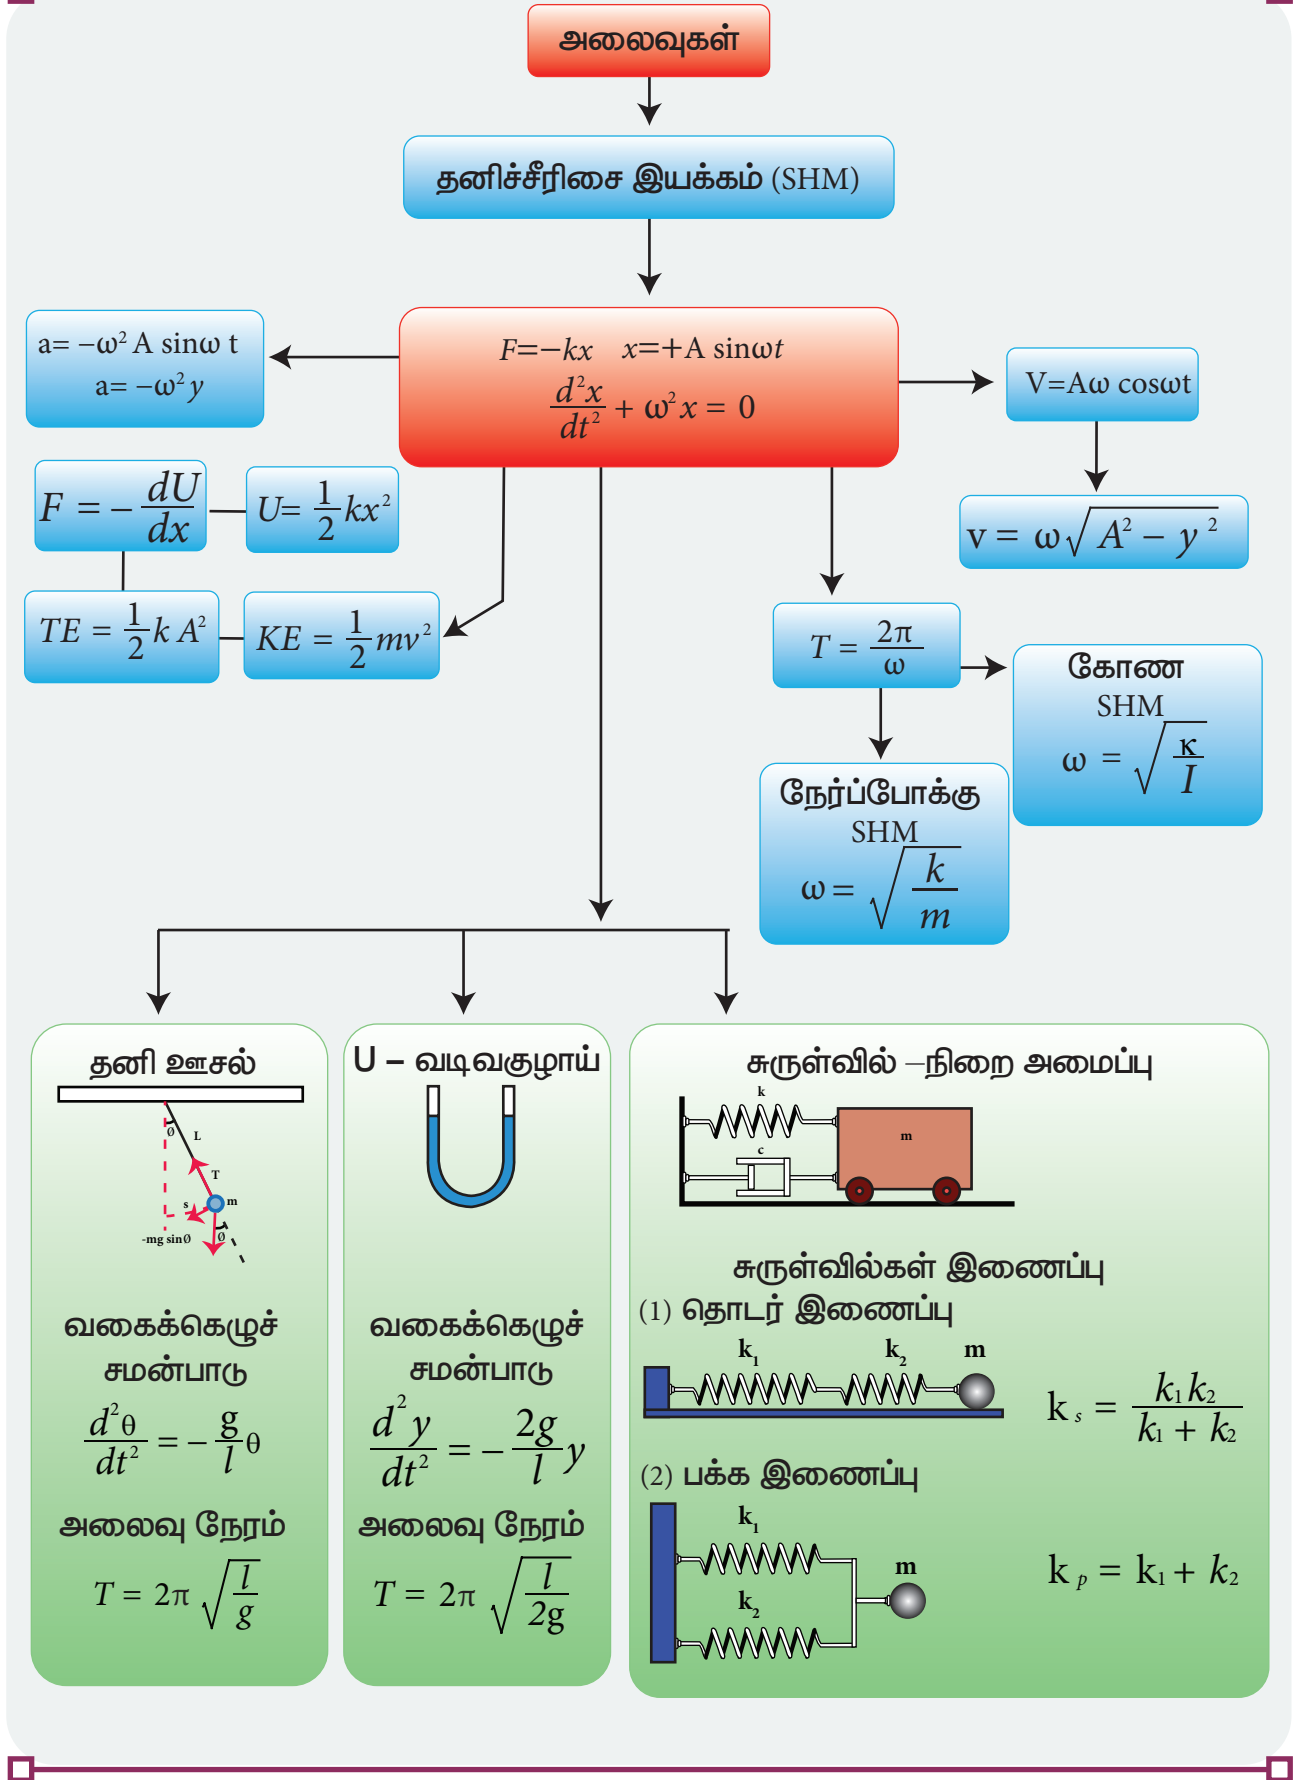 அலைவுகள்
தனிச்சீரிசை இயக்கம் (SHM)
F=−kx x=+A sinωt
d²x/dt² + ω²x = 0
a= −ω² A sinω t
a= −ω² y
V=Aω cosωt
v = ω√(A² − y²)
F = − dU/dx
U= 1/2 kx²
TE = 1/2 k A²
KE = 1/2 mv²
T = 2π/ω
கோண
SHM
ω = √(κ/I)
நேர்ப்போக்கு
SHM
ω = √(k/m)
தனி ஊசல்
Ø
L
T
s
m
-mg sinØ
Ø
வகைக்கெழுச்
சமன்பாடு
d²θ/dt² = − g/l θ
அலைவு நேரம்
T = 2π √(l/g)
U – வடிவகுழாய்
வகைக்கெழுச்
சமன்பாடு
d²y/dt² = − 2g/l y
அலைவு நேரம்
T = 2π √(l/2g)
சுருள்வில் –நிறை அமைப்பு
k
m
c
சுருள்வில்கள் இணைப்பு
(1) தொடர் இணைப்பு
k₁ k₂ m
kₛ = k₁k₂/(k₁ + k₂)
(2) பக்க இணைப்பு
k₁
m
k₂
kₚ = k₁+ k₂